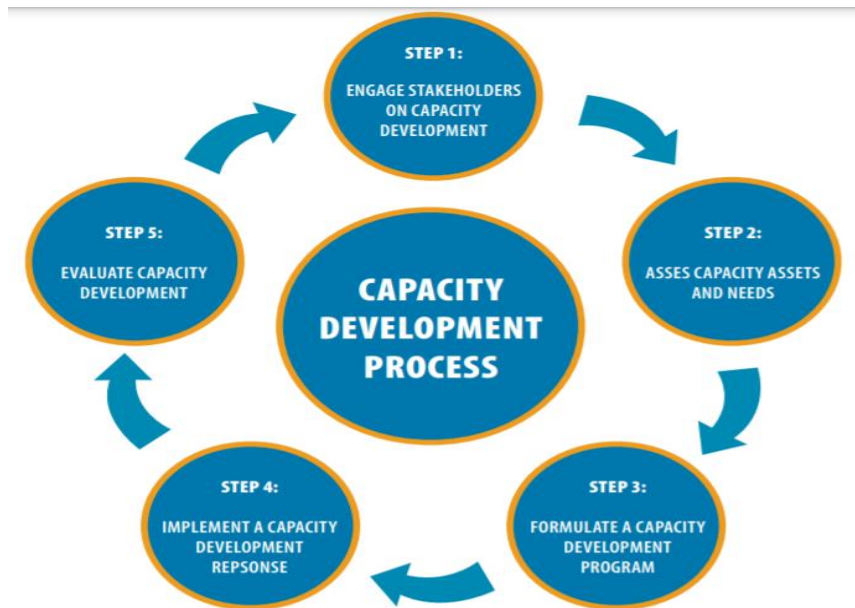 STEP 1:
ENGAGE STAKEHOLDERS
ON CAPACITY
DEVELOPMENT
STEP 2:
ASSES CAPACITY ASSETS
AND NEEDS
STEP 3:
FORMULATE A CAPACITY
DEVELOPMENT
PROGRAM
STEP 4:
IMPLEMENT A CAPACITY
DEVELOPMENT
REPSONSE
STEP 5:
EVALUATE CAPACITY
DEVELOPMENT
CAPACITY
DEVELOPMENT
PROCESS